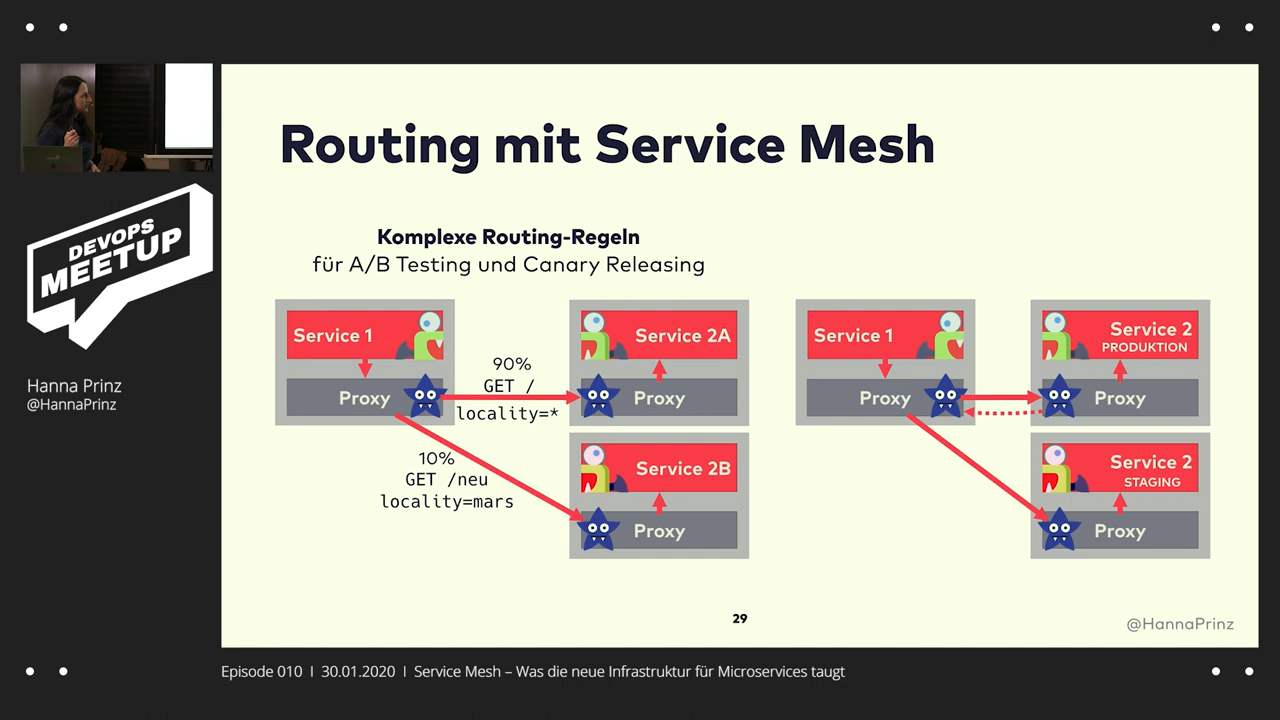 DEVOPS
MEETUP
Hanna Prinz
@HannaPrinz
Routing mit Service Mesh
Komplexe Routing-Regeln
für A/B Testing und Canary Releasing
Service 1
Proxy
90%
GET /
locality=*
Service 2A
Proxy
10%
GET /neu
locality=mars
Service 2B
Proxy
Service 1
Proxy
Service 2
PRODUKTION
Proxy
Service 2
STAGING
Proxy
29
@HannaPrinz
Episode 010 I 30.01.2020 I Service Mesh – Was die neue Infrastruktur für Microservices taugt